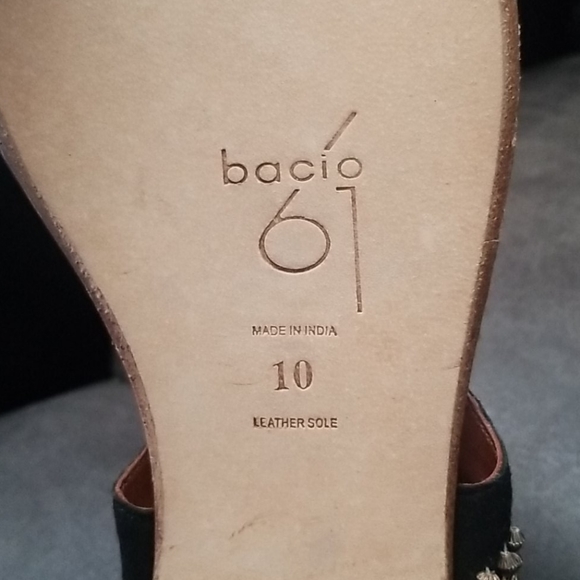 bacio
61
MADE IN INDIA
10
LEATHER SOLE